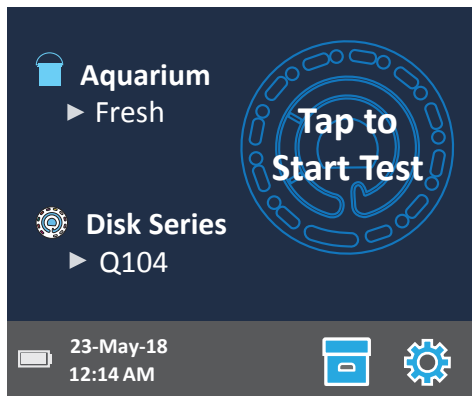 Aquarium
► Fresh
Tap to
Start Test
Disk Series
► Q104
23-May-18
12:14 AM